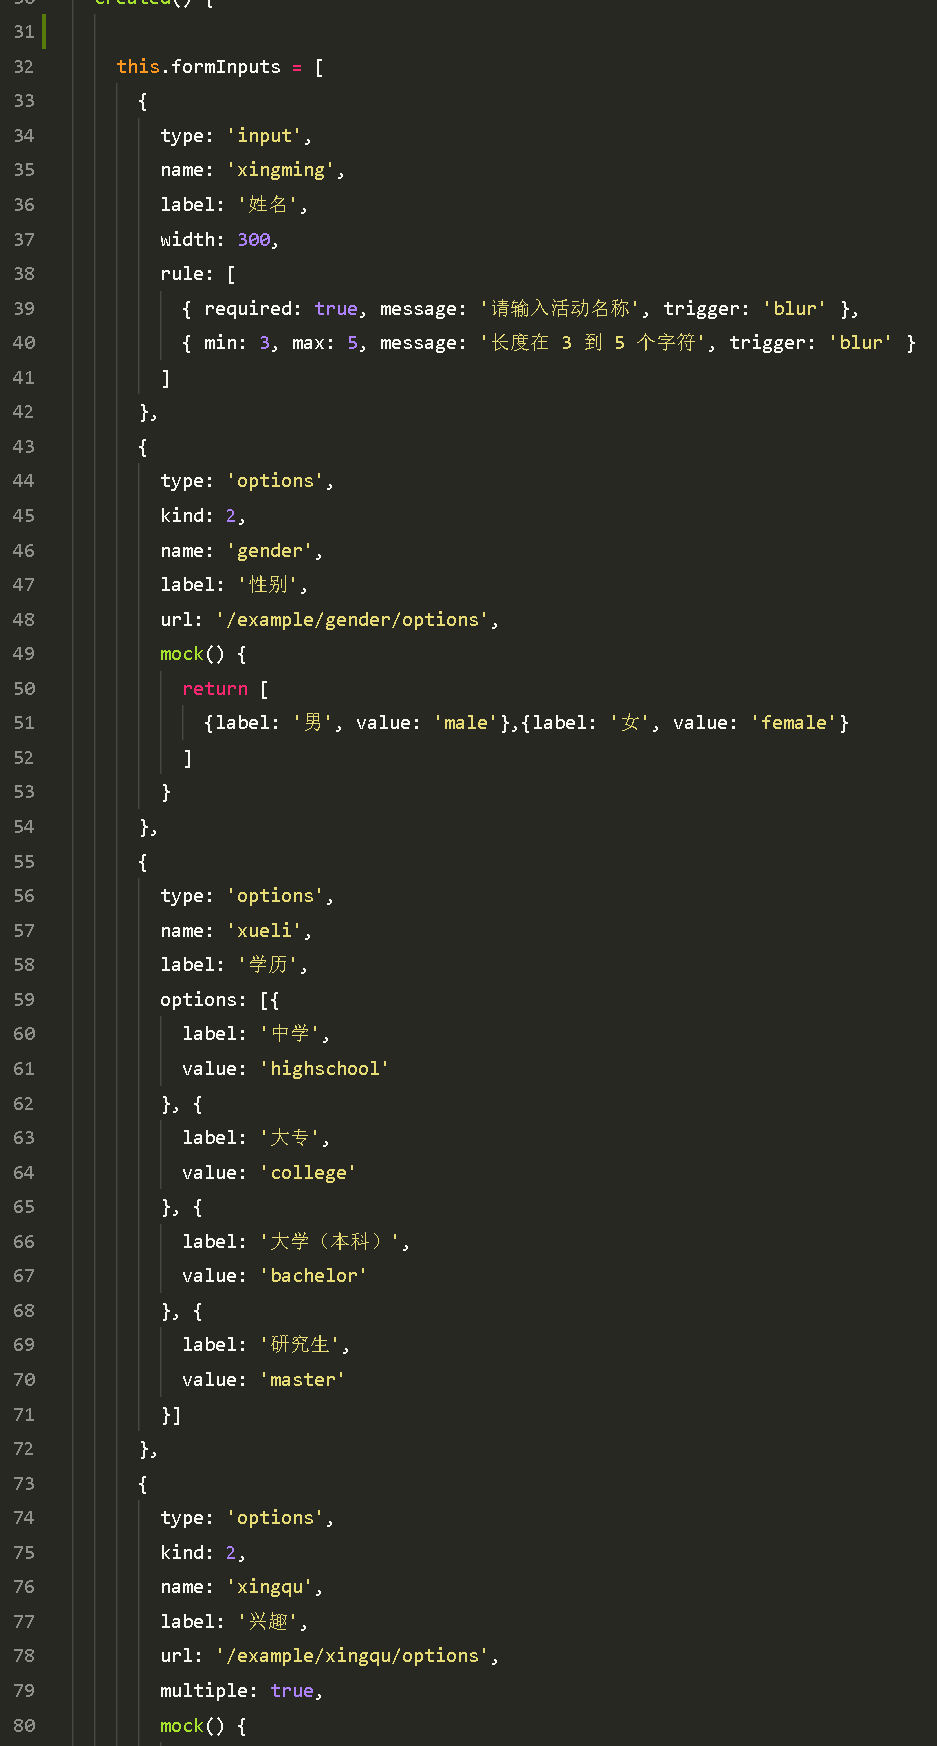 30 created() {
31
32 this.formInputs = [
33 {
34 type: 'input',
35 name: 'xingming',
36 label: '姓名',
37 width: 300,
38 rule: [
39 { required: true, message: '请输入活动名称', trigger: 'blur' },
40 { min: 3, max: 5, message: '长度在 3 到 5 个字符', trigger: 'blur' }
41 ]
42 },
43 {
44 type: 'options',
45 kind: 2,
46 name: 'gender',
47 label: '性别',
48 url: '/example/gender/options',
49 mock() {
50 return [
51 {label: '男', value: 'male'},{label: '女', value: 'female'}
52 ]
53 }
54 },
55 {
56 type: 'options',
57 name: 'xueli',
58 label: '学历',
59 options: [{
60 label: '中学',
61 value: 'highschool'
62 }, {
63 label: '大专',
64 value: 'college'
65 }, {
66 label: '大学（本科）',
67 value: 'bachelor'
68 }, {
69 label: '研究生',
70 value: 'master'
71 }]
72 },
73 {
74 type: 'options',
75 kind: 2,
76 name: 'xingqu',
77 label: '兴趣',
78 url: '/example/xingqu/options',
79 multiple: true,
80 mock() {